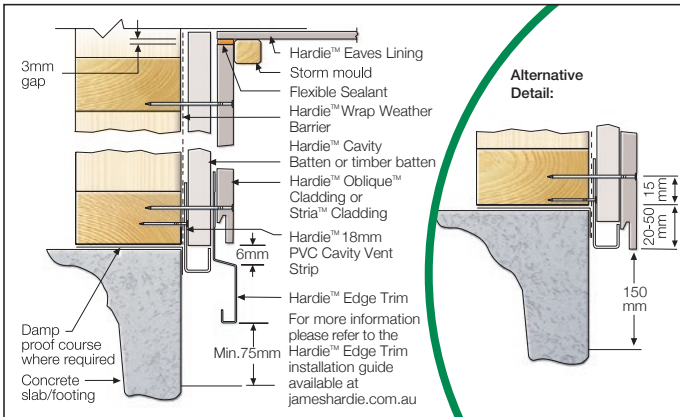 3mm
gap
Hardie™ Eaves Lining
Storm mould
Flexible Sealant
Hardie™ Wrap Weather
Barrier
Hardie™ Cavity
Batten or timber batten
Hardie™ Oblique™
Cladding or
Stria™ Cladding
Hardie™ 18mm
PVC Cavity Vent
Strip
6mm
Hardie™ Edge Trim
For more information
please refer to the
Hardie™ Edge Trim
installation guide
available at
jameshardie.com.au
Min.75mm
Damp
proof course
where required
Concrete
slab/footing
Alternative
Detail:
15
mm
20-50
mm
150
mm